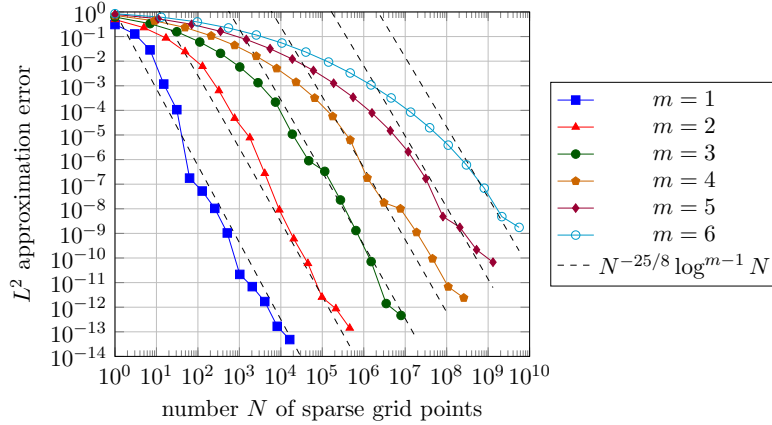 10^0
10^-1
10^-2
10^-3
10^-4
10^-5
10^-6
10^-7
10^-8
10^-9
10^-10
10^-11
10^-12
10^-13
10^-14
L^2 approximation error
10^0 10^1 10^2 10^3 10^4 10^5 10^6 10^7 10^8 10^9 10^10
number N of sparse grid points
m = 1
m = 2
m = 3
m = 4
m = 5
m = 6
N^-25/8 log^m-1 N